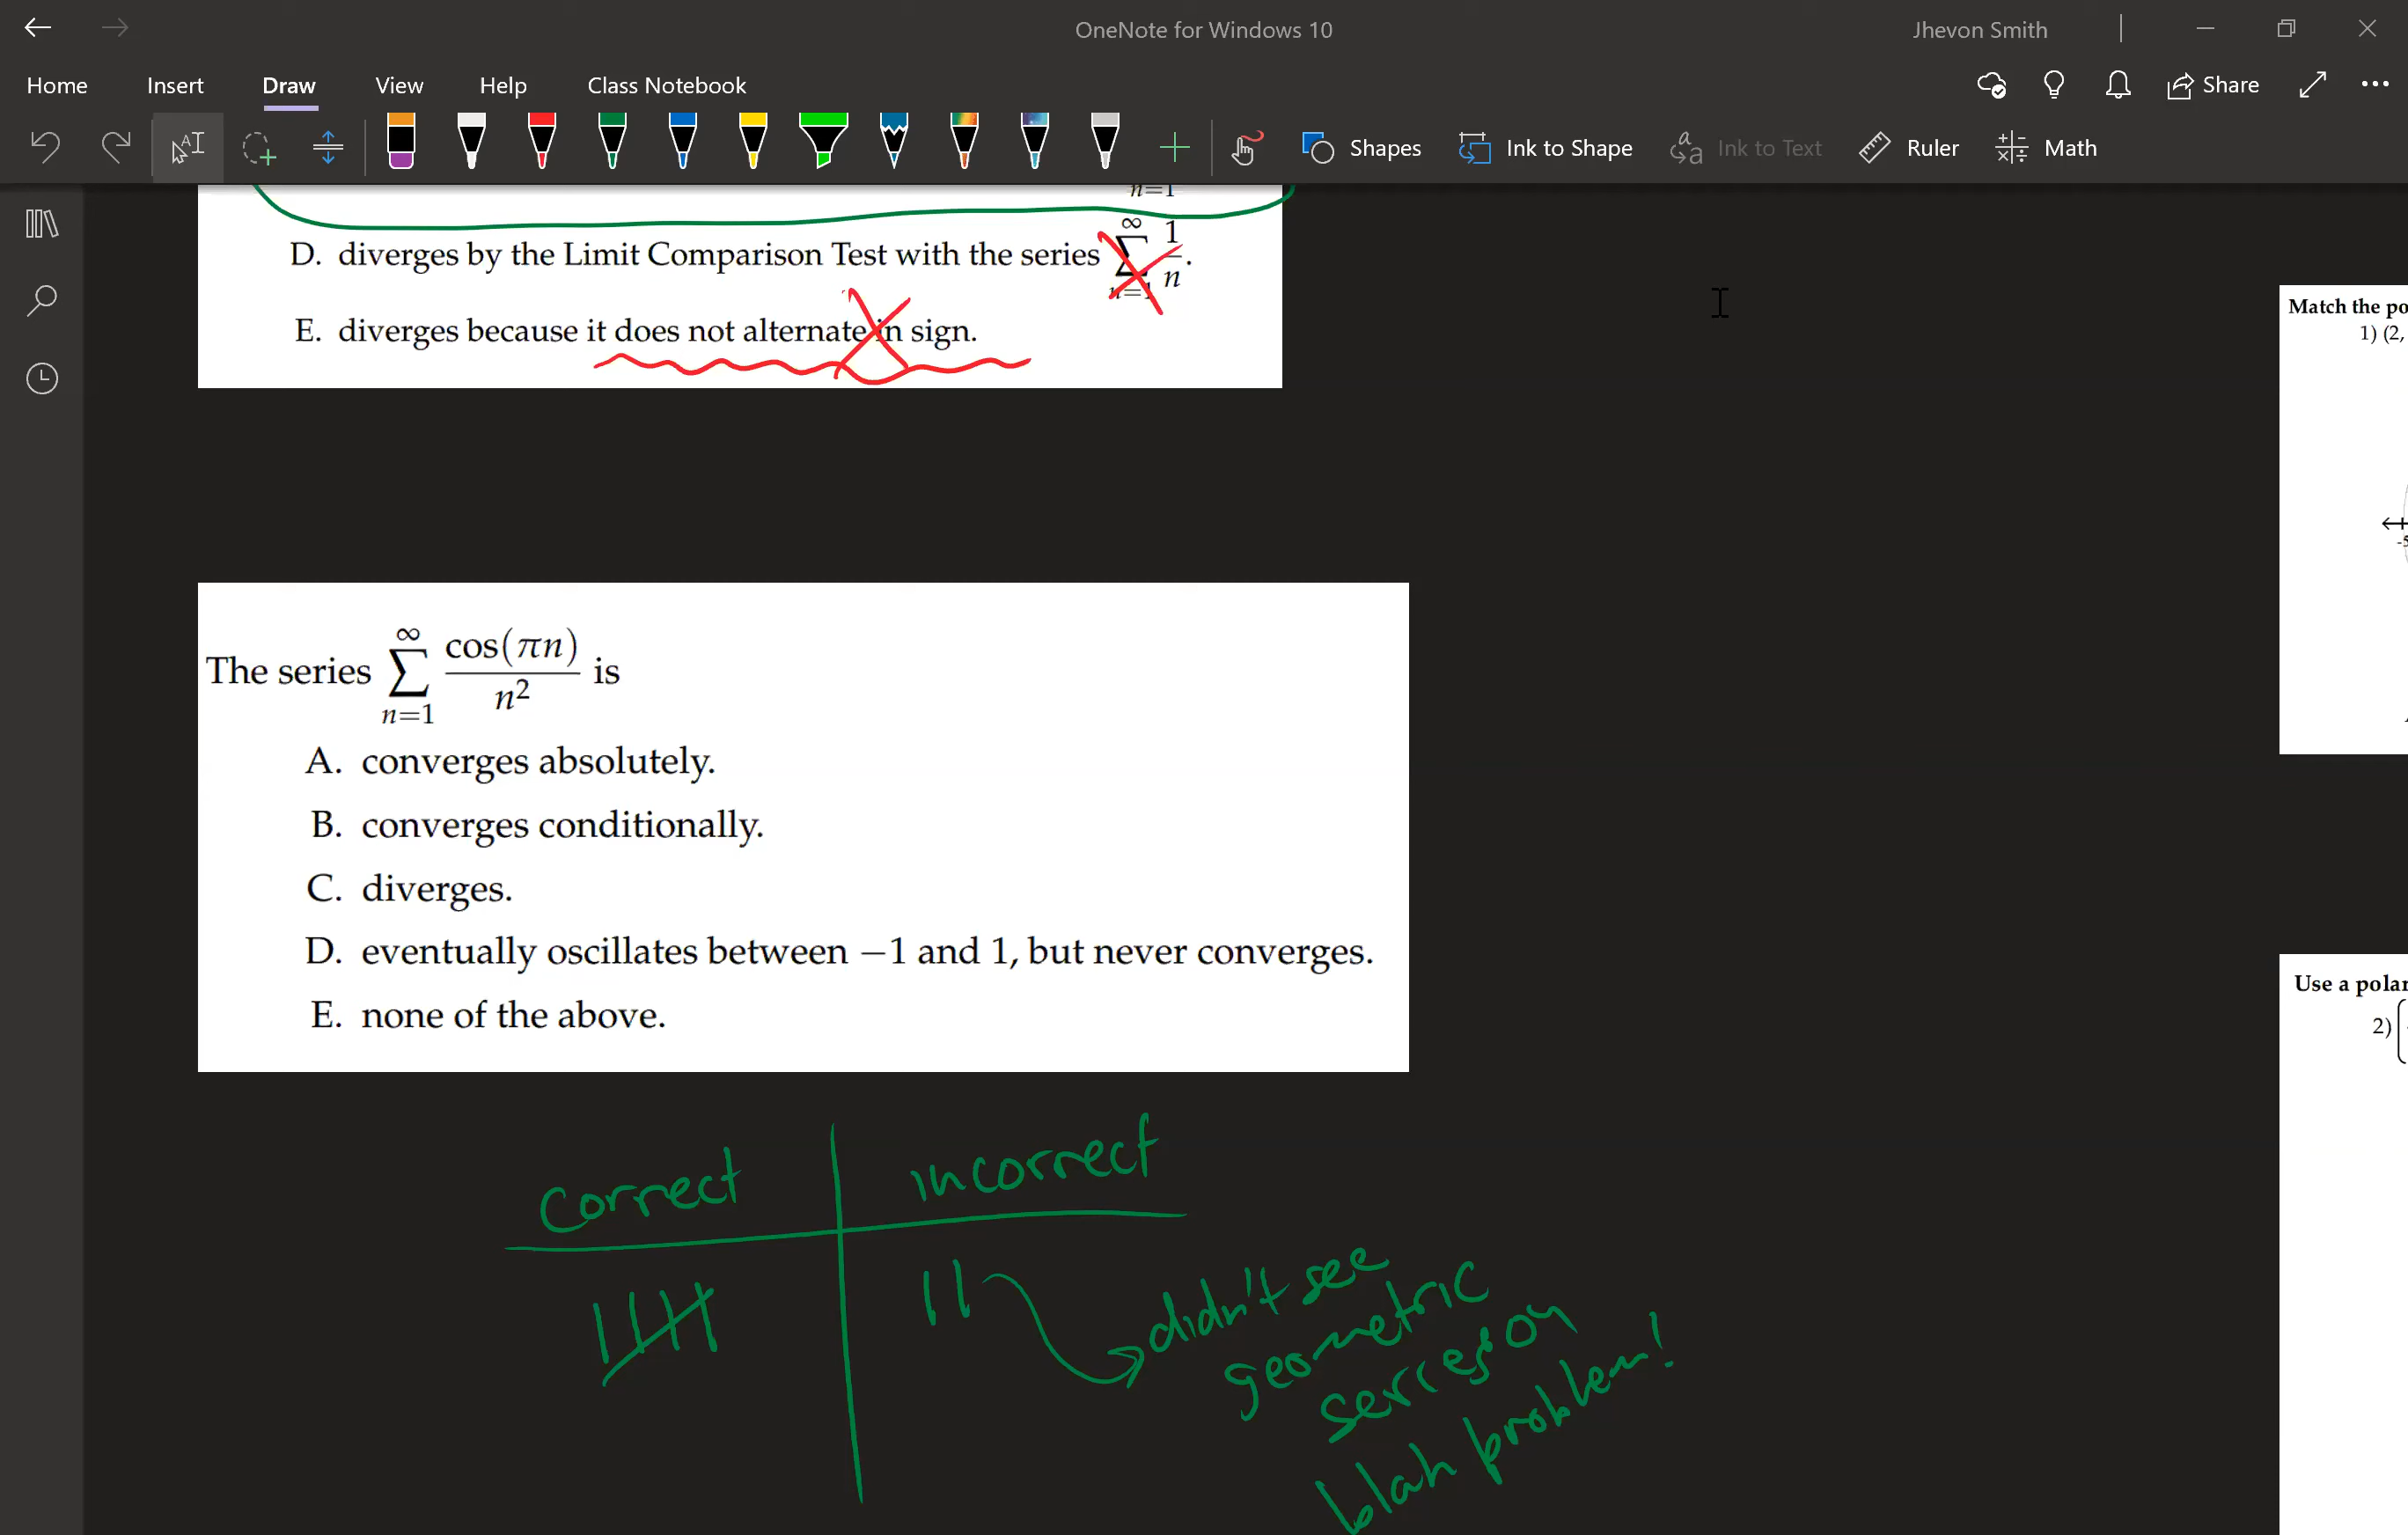 OneNote for Windows 10
Jhevon Smith
Home Insert Draw View Help Class Notebook
Share
Shapes Ink to Shape Ink to Text Ruler Math
n=1
D. diverges by the Limit Comparison Test with the series ∑_{n=1}^{∞} 1/n.
E. diverges because it does not alternate in sign.
Match the po
1) (2,
-5
The series ∑_{n=1}^{∞} cos(πn)/n² is
A. converges absolutely.
B. converges conditionally.
C. diverges.
D. eventually oscillates between −1 and 1, but never converges.
E. none of the above.
Use a polar
2)
correct incorrect
didn't see
geometric
series on
blah problem!